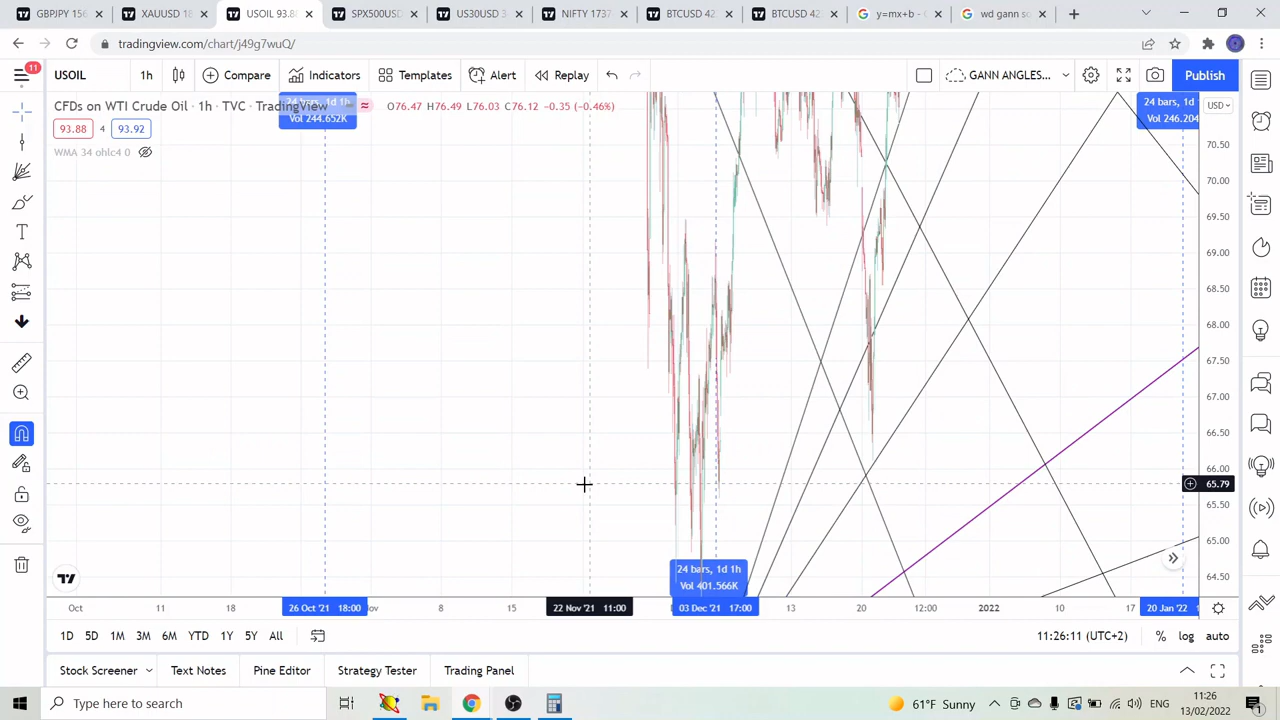 GBPJPY 156
XAUUSD 18
USOIL 93.88
SPX500USD
US30USD 3
NIFTY 1737
BTCUSD 42
BTCUSD 42
y=mx+b - G
wd gann so
tradingview.com/chart/j49g7wuQ/
11
USOIL
1h
Compare
Indicators
Templates
Alert
Replay
GANN ANGLES...
Publish
CFDs on WTI Crude Oil · 1h · TVC · TradingView
O76.47 H76.49 L76.03 C76.12 −0.35 (−0.46%)
24 bars, 1d 1h
Vol 244.652K
24 bars, 1d
Vol 246.204
USD
93.88
4
93.92
WMA 34 ohlc4 0
70.50
70.00
69.50
69.00
68.50
68.00
67.50
67.00
66.50
66.00
65.79
65.50
65.00
64.50
24 bars, 1d 1h
Vol 401.566K
Oct
11
18
26 Oct '21 18:00
ov
8
15
22 Nov '21 11:00
03 Dec '21 17:00
13
20
12:00
2022
10
17
20 Jan '22
1D
5D
1M
3M
6M
YTD
1Y
5Y
All
11:26:11 (UTC+2)
%
log
auto
Stock Screener
Text Notes
Pine Editor
Strategy Tester
Trading Panel
Type here to search
61°F Sunny
ENG
11:26
13/02/2022
1